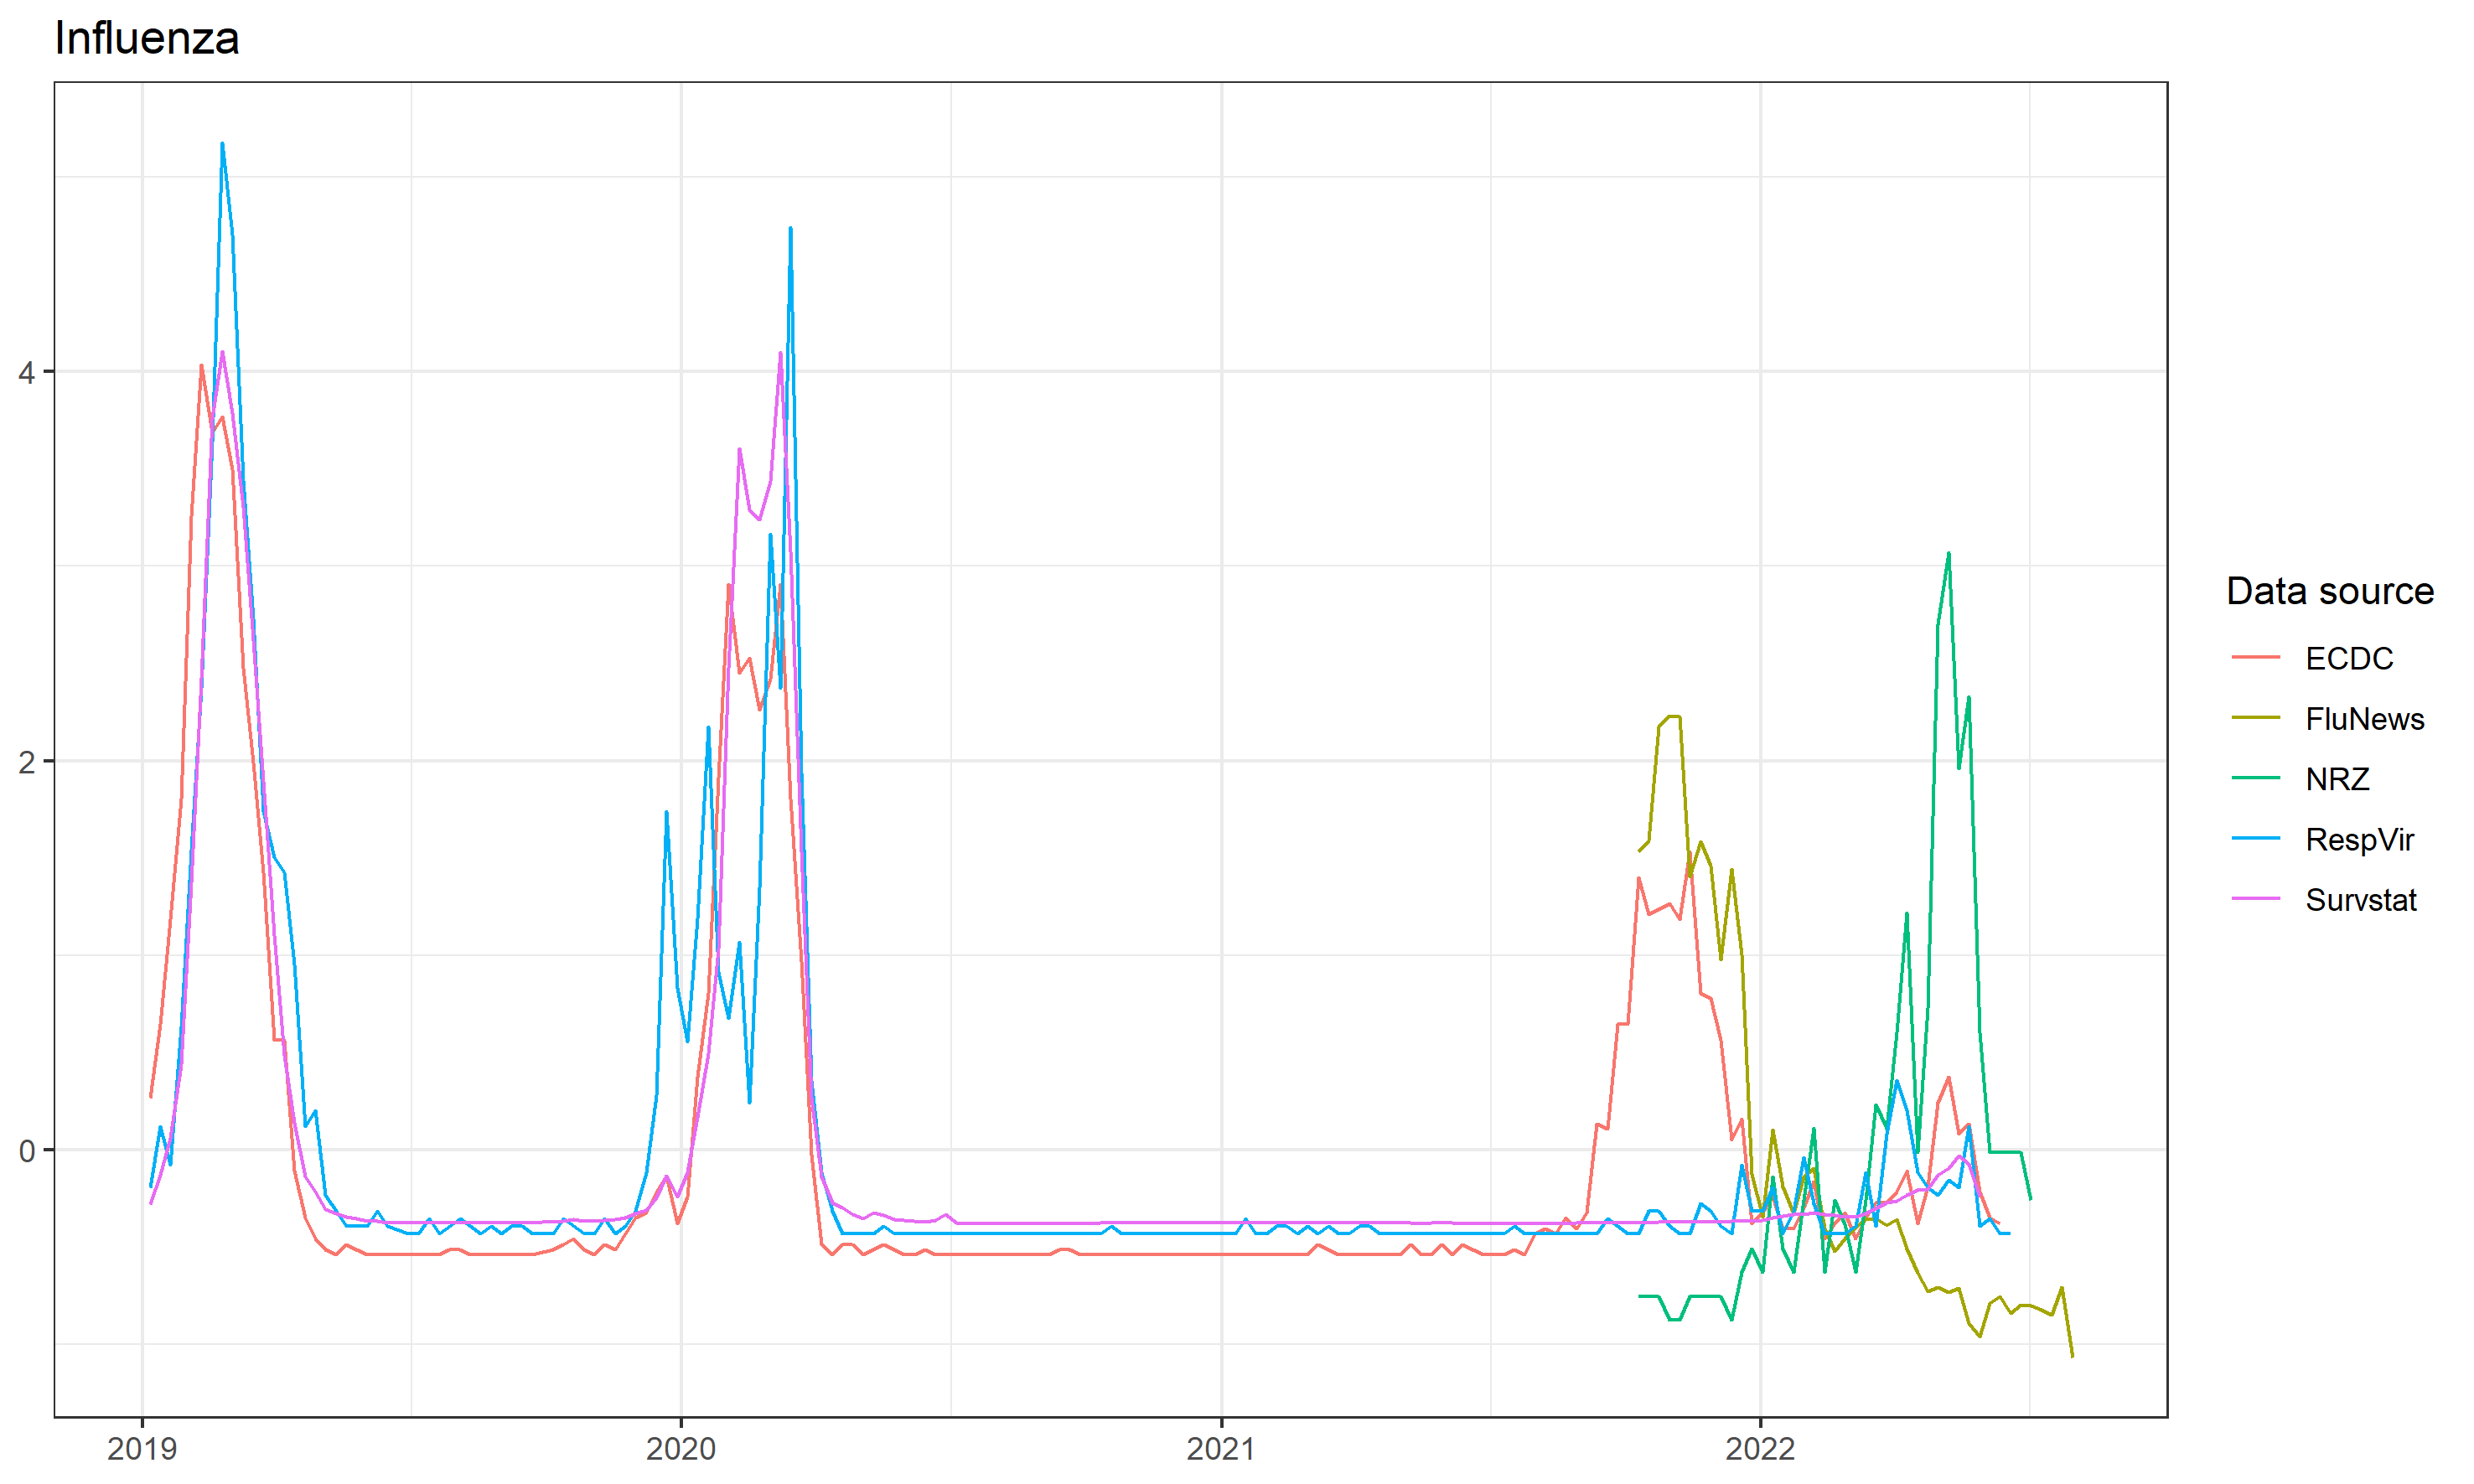 Influenza
4
2
0
2019
2020
2021
2022
Data source
ECDC
FluNews
NRZ
RespVir
Survstat